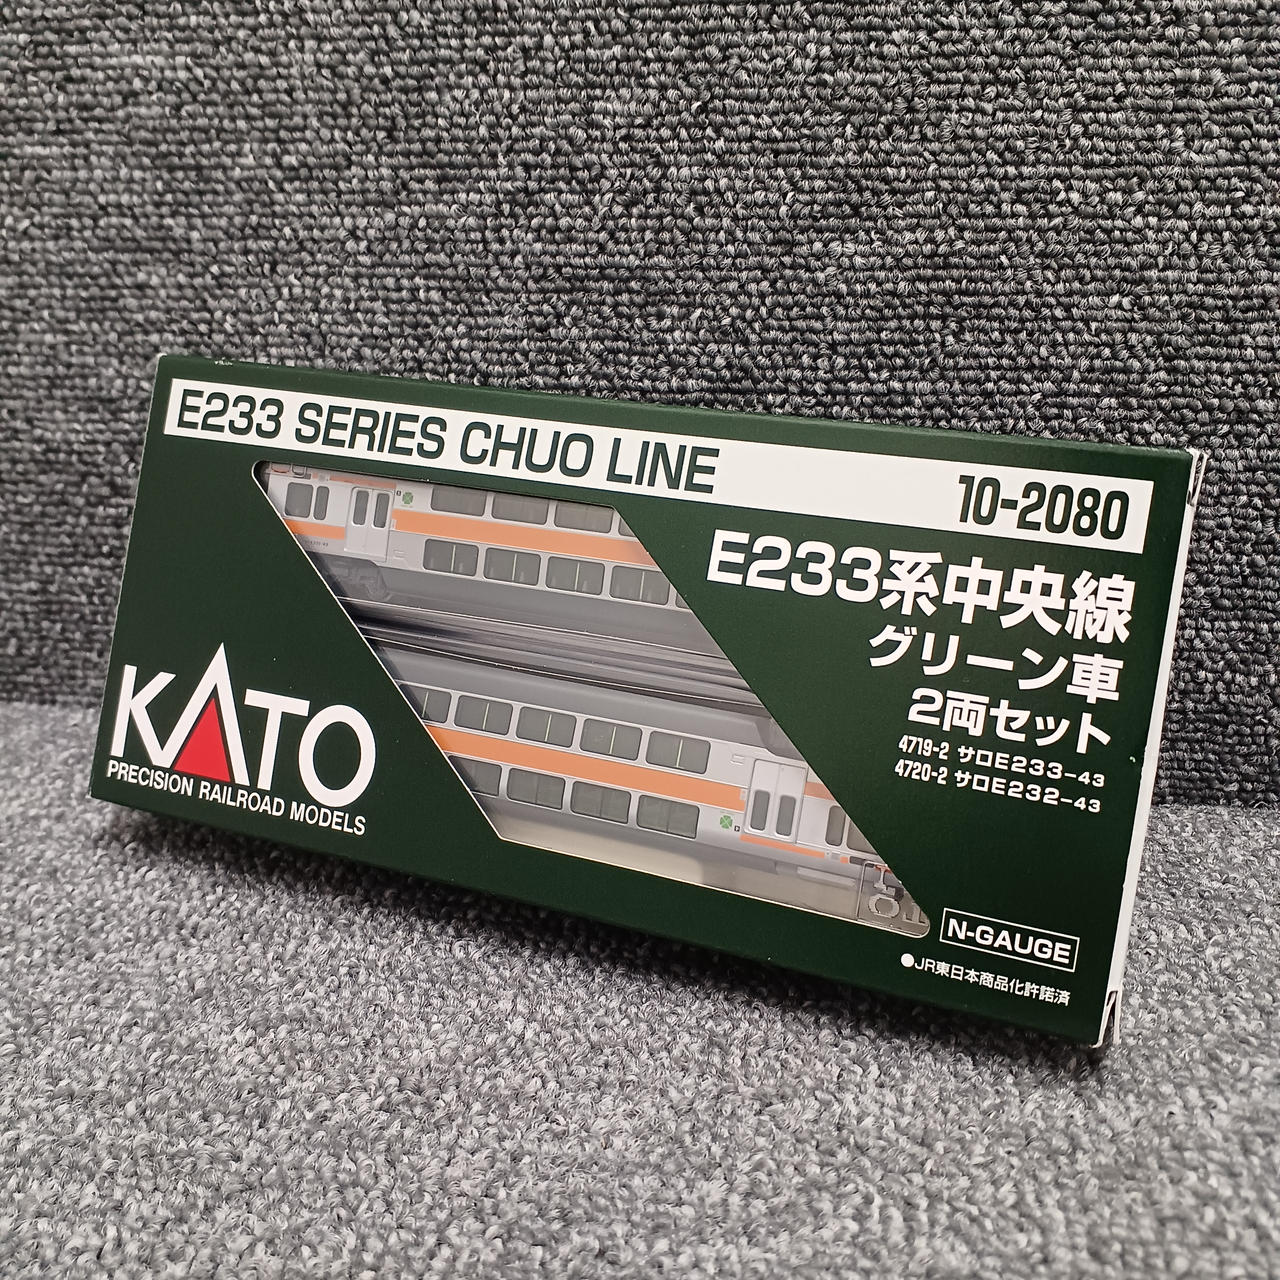 E233 SERIES CHUO LINE
10-2080
E233系中央線
グリーン車
2両セット
4719-2 サロE233-43
4720-2 サロE232-43
KATO
PRECISION RAILROAD MODELS
N-GAUGE
●JR東日本商品化許諾済